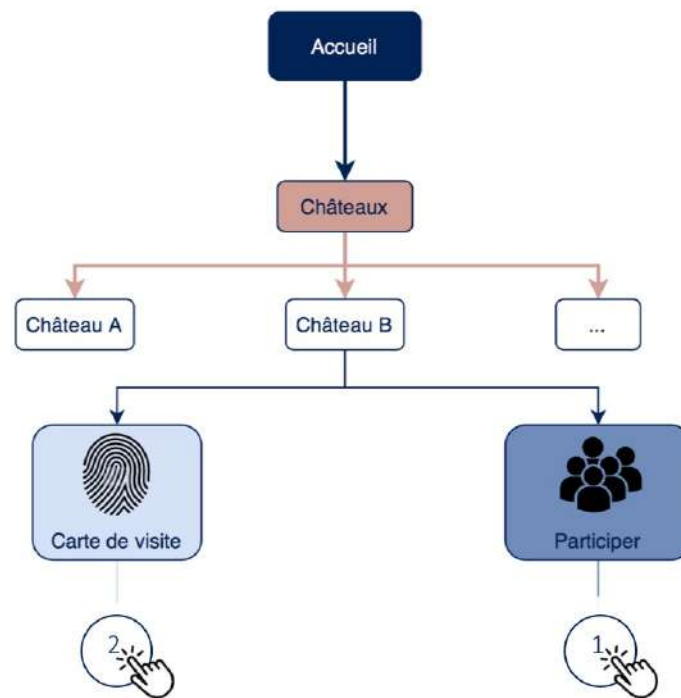 Accueil
Châteaux
Château A
Château B
...
Carte de visite
Participer
2
1